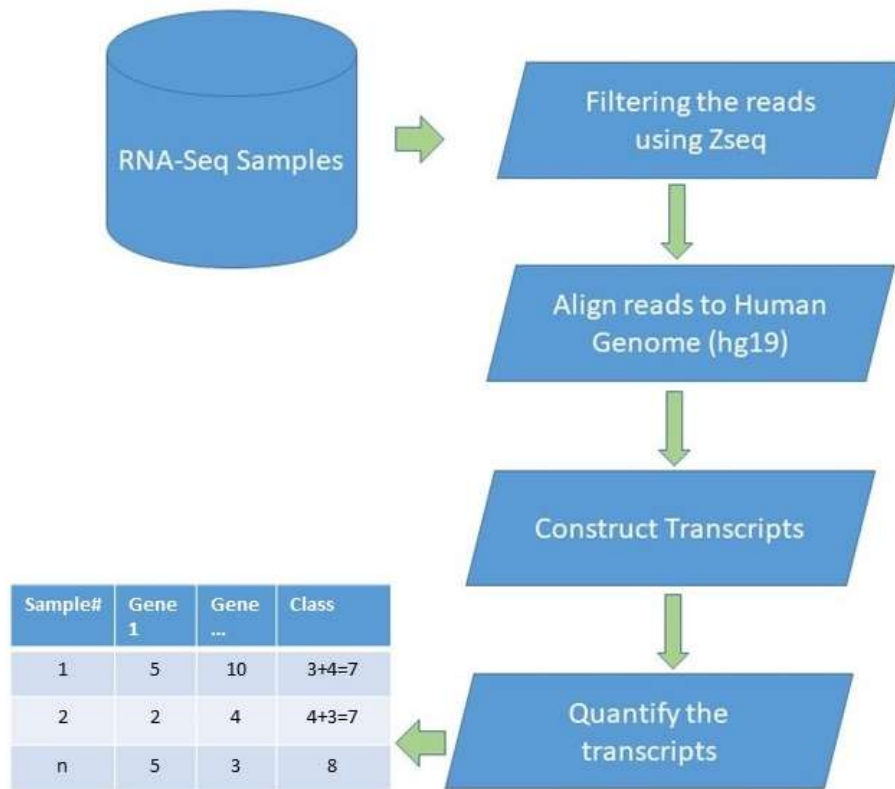 RNA-Seq Samples
Filtering the reads
using Zseq
Align reads to Human
Genome (hg19)
Construct Transcripts
Quantify the
transcripts
Sample# Gene 1 Gene ... Class
1 5 10 3+4=7
2 2 4 4+3=7
n 5 3 8